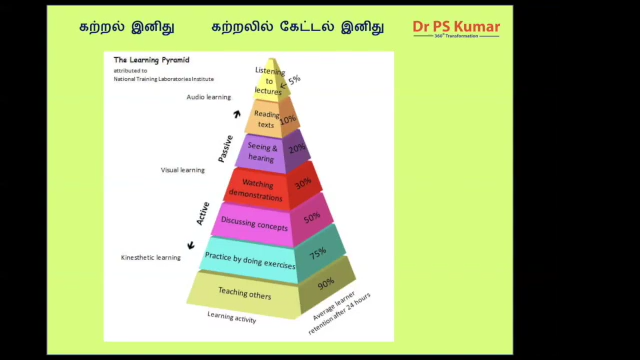 கற்றல் இனிது
கற்றலில் கேட்டல் இனிது
Dr PS Kumar
360° Transformation
The Learning Pyramid
attributed to
National Training Laboratories Institute
Listening
to
lectures
5%
Audio learning
Reading
texts
10%
Passive
Seeing &
hearing
20%
Visual learning
Watching
demonstrations
30%
Active
Discussing concepts
50%
Kinesthetic learning
Practice by doing exercises
75%
Teaching others
90%
Learning activity
Average learner
retention after 24 hours